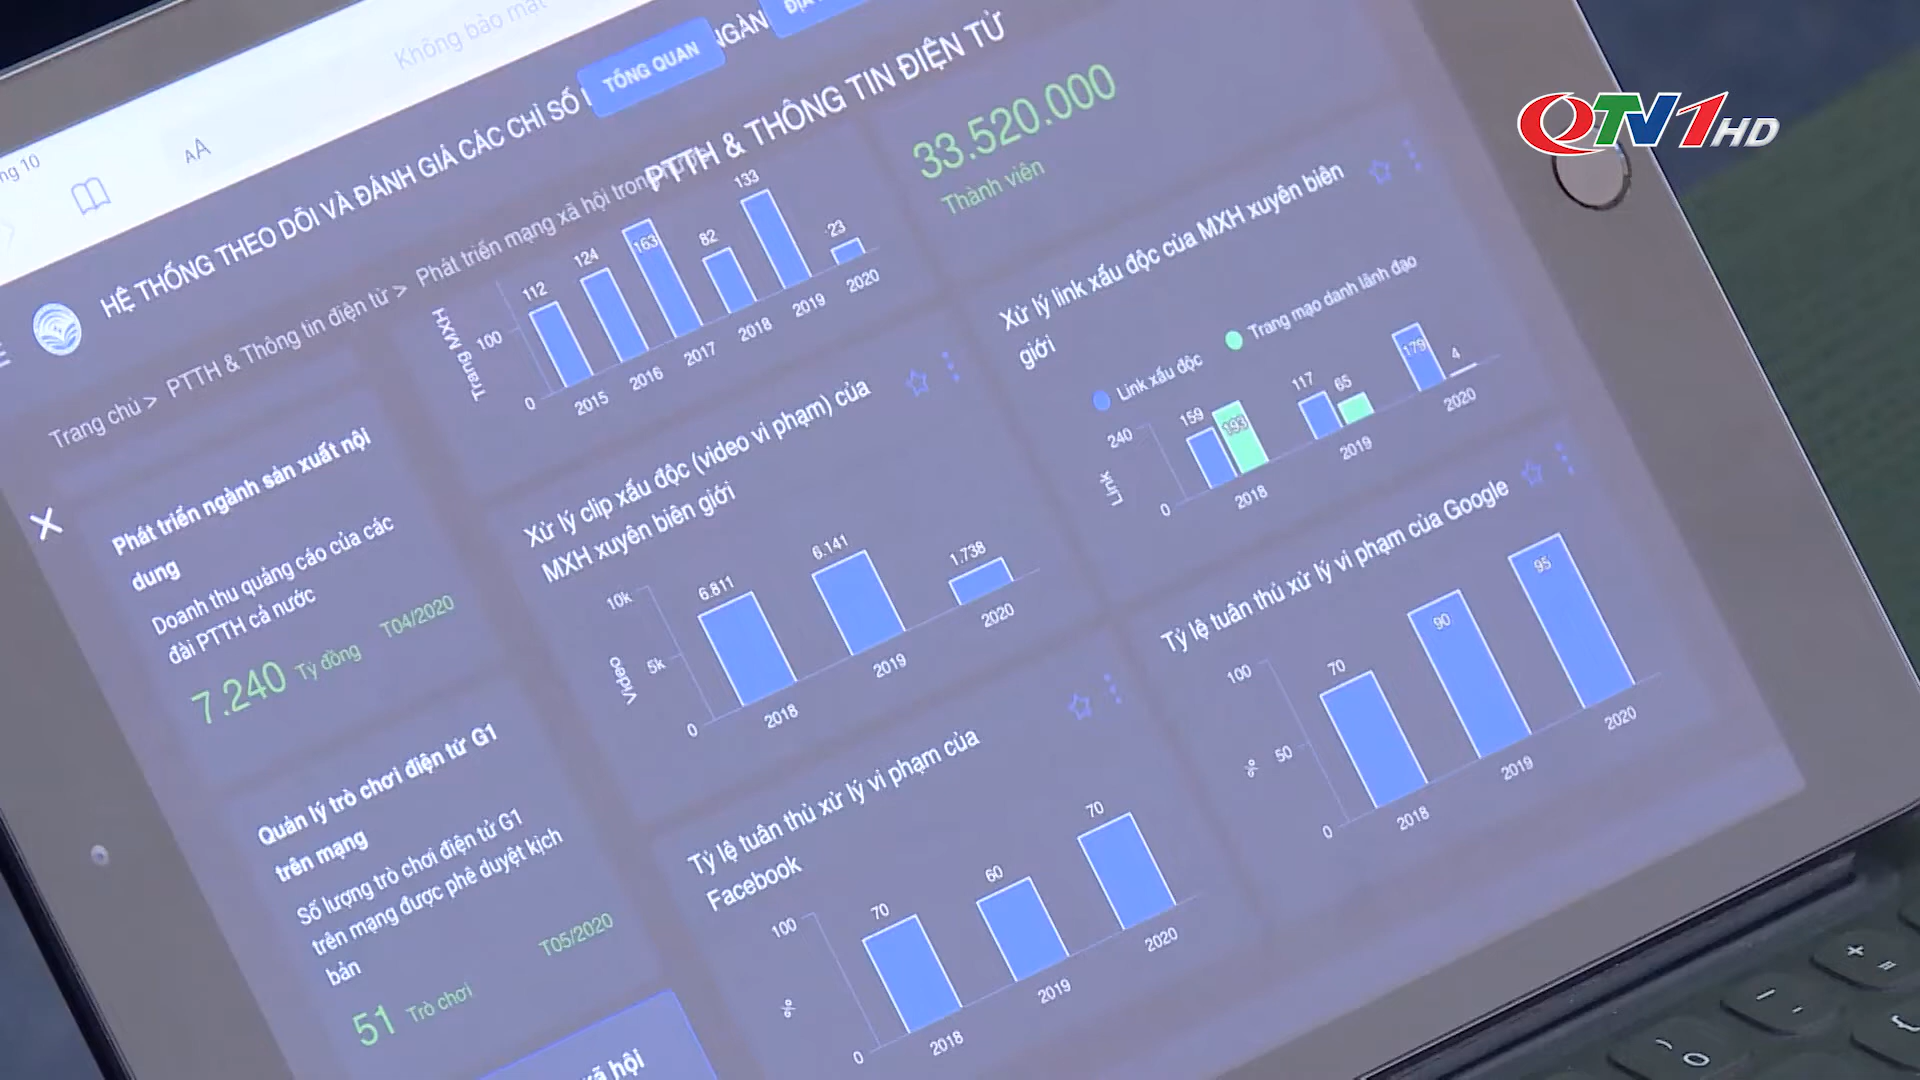 Không bảo mật
ng 10
AA
QTV1HD
HỆ THỐNG THEO DÕI VÀ ĐÁNH GIÁ CÁC CHỈ SỐ
TỔNG QUAN
NGÀN
PTTH & THÔNG TIN ĐIỆN TỬ
Trang chủ > PTTH & Thông tin điện tử > Phát triển mạng xã hội trong
Phát triển ngành sản xuất nội
dung
Doanh thu quảng cáo của các
đài PTTH cả nước
T04/2020
7.240 Tỷ đồng
Quản lý trò chơi điện tử G1
trên mạng
Số lượng trò chơi điện tử G1
trên mạng được phê duyệt kịch
bản
T05/2020
51 Trò chơi
xã hội
Trang MXH
100
0
112
124
163
82
133
23
2015
2016
2017
2018
2019
2020
33.520.000
Thành viên
Xử lý clip xấu độc (video vi phạm) của
MXH xuyên biên giới
Video
10k
5k
0
6.811
6.141
1.738
2018
2019
2020
Xử lý link xấu độc của MXH xuyên biên
giới
Link xấu độc
Trang mạo danh lãnh đạo
Link
240
0
159
193
117
65
179
4
2018
2019
2020
Tỷ lệ tuân thủ xử lý vi phạm của
Facebook
%
100
0
70
60
70
2018
2019
2020
Tỷ lệ tuân thủ xử lý vi phạm của Google
%
100
50
0
70
90
95
2018
2019
2020